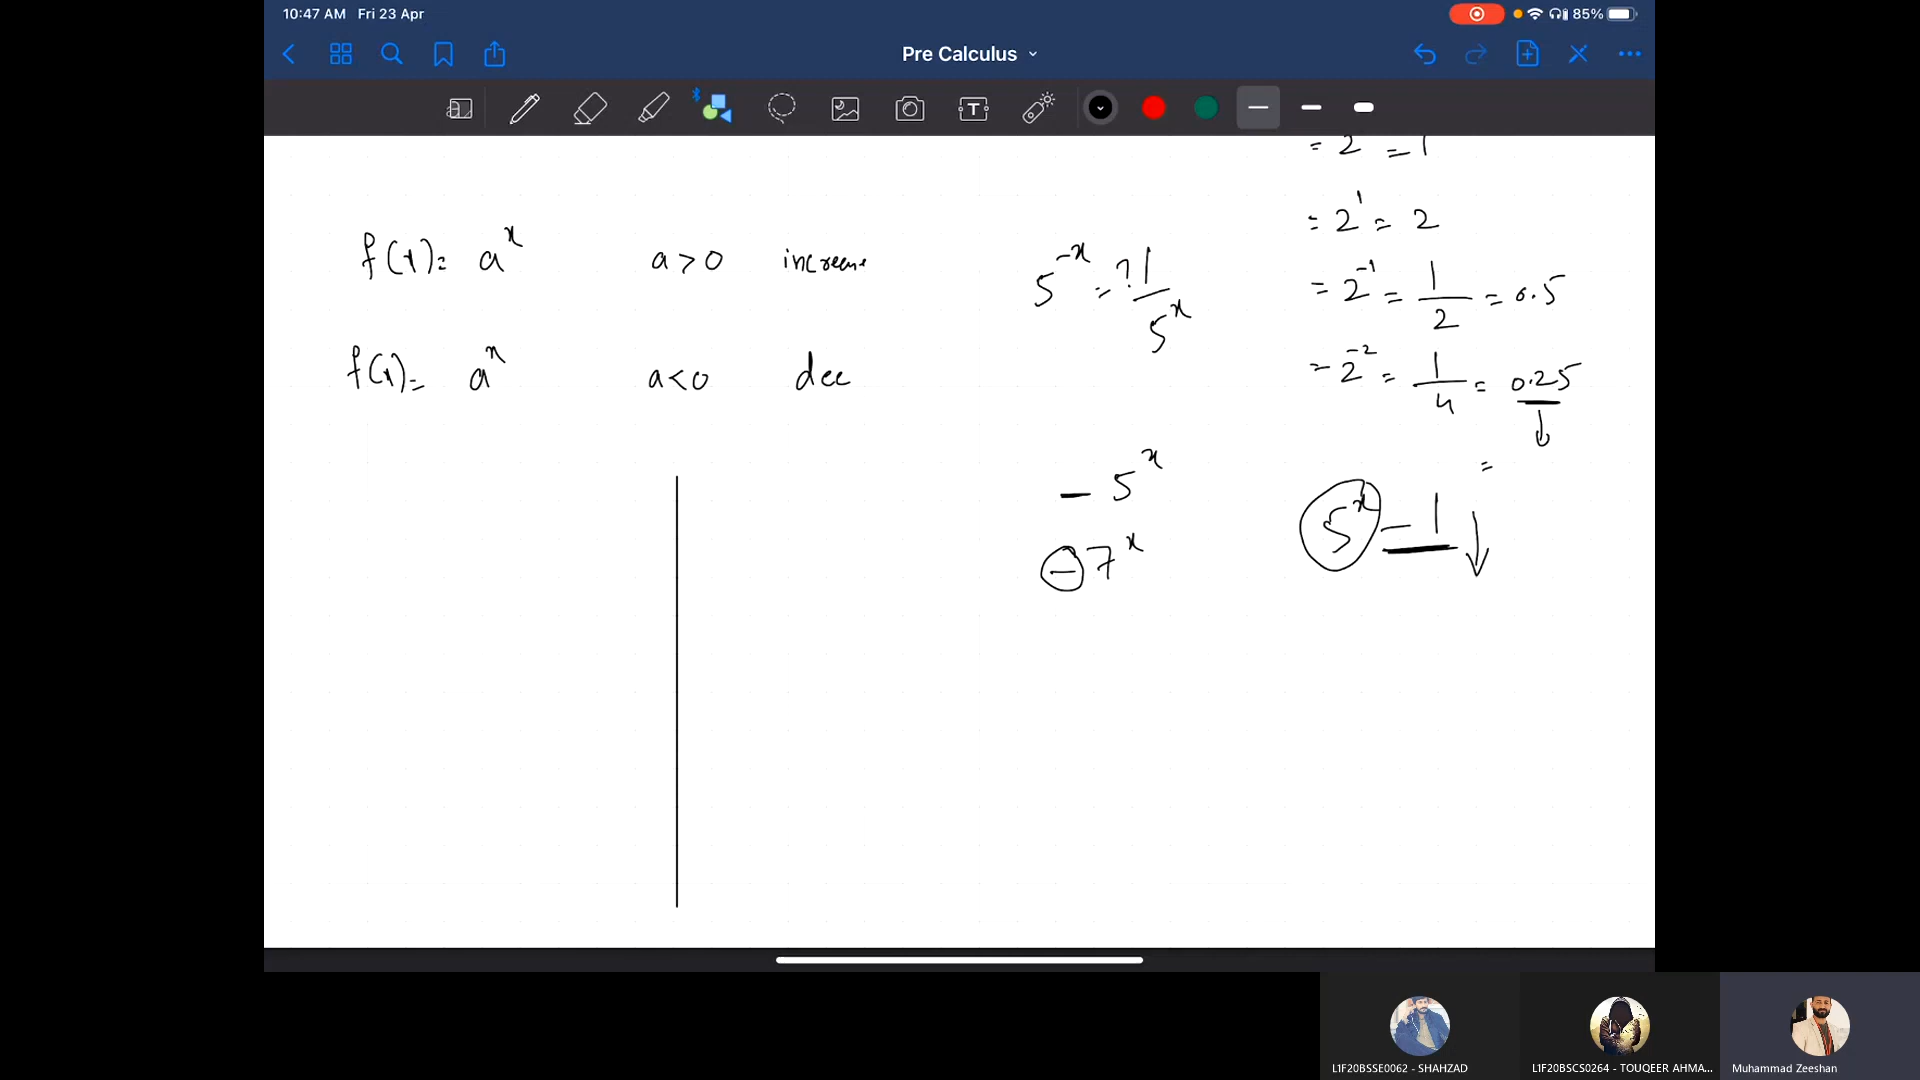 10:47 AM Fri 23 Apr
85%
Pre Calculus
T
= 2 = 1
= 2¹ = 2
= 2⁻¹ = 1/2 = 0.5
= 2⁻² = 1/4 = 0.25
=
f(x) = aˣ a > 0 increase
f(x) = aˣ a < 0 dec
5⁻ˣ = ? 1/5ˣ
- 5ˣ
- 7ˣ
5ˣ - 1
L1F20BSSE0062 - SHAHZAD
L1F20BSCS0264 - TOUQEER AHMA...
Muhammad Zeeshan